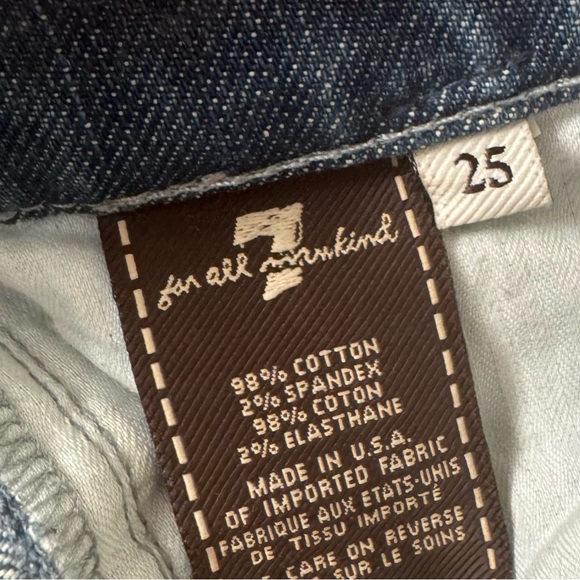 25
7
for all mankind
98% COTTON
2% SPANDEX
98% COTON
2% ELASTHANE
MADE IN U.S.A.
OF IMPORTED FABRIC
FABRIQUE AUX ETATS-UNIS
DE TISSU IMPORTÉ
CARE ON REVERSE
SUR LE SOINS